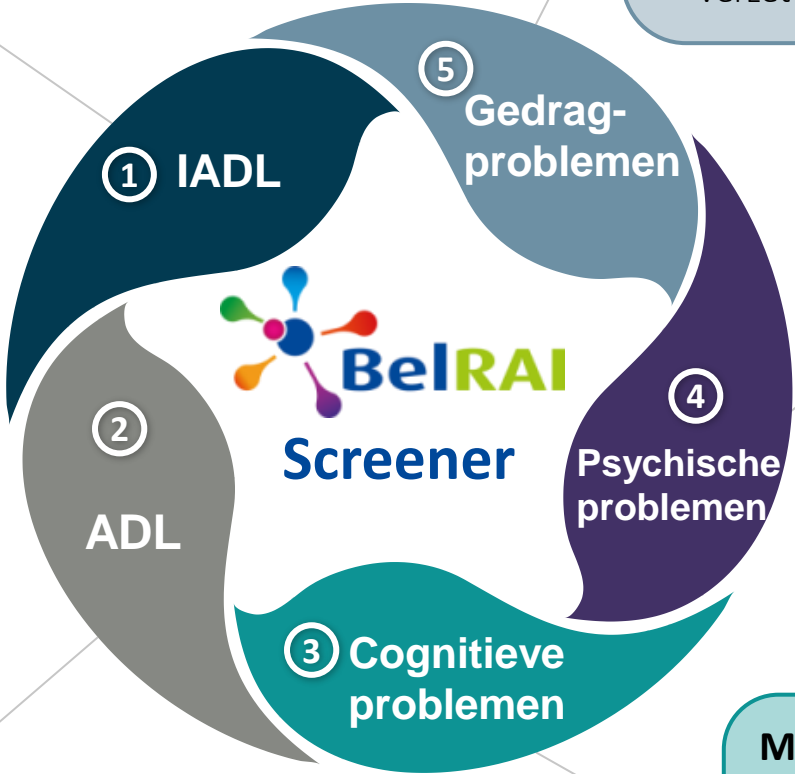 5
Gedrag-
problemen
1 IADL
BelRAI
Screener
2
ADL
4
Psychische
problemen
3 Cognitieve
problemen
M